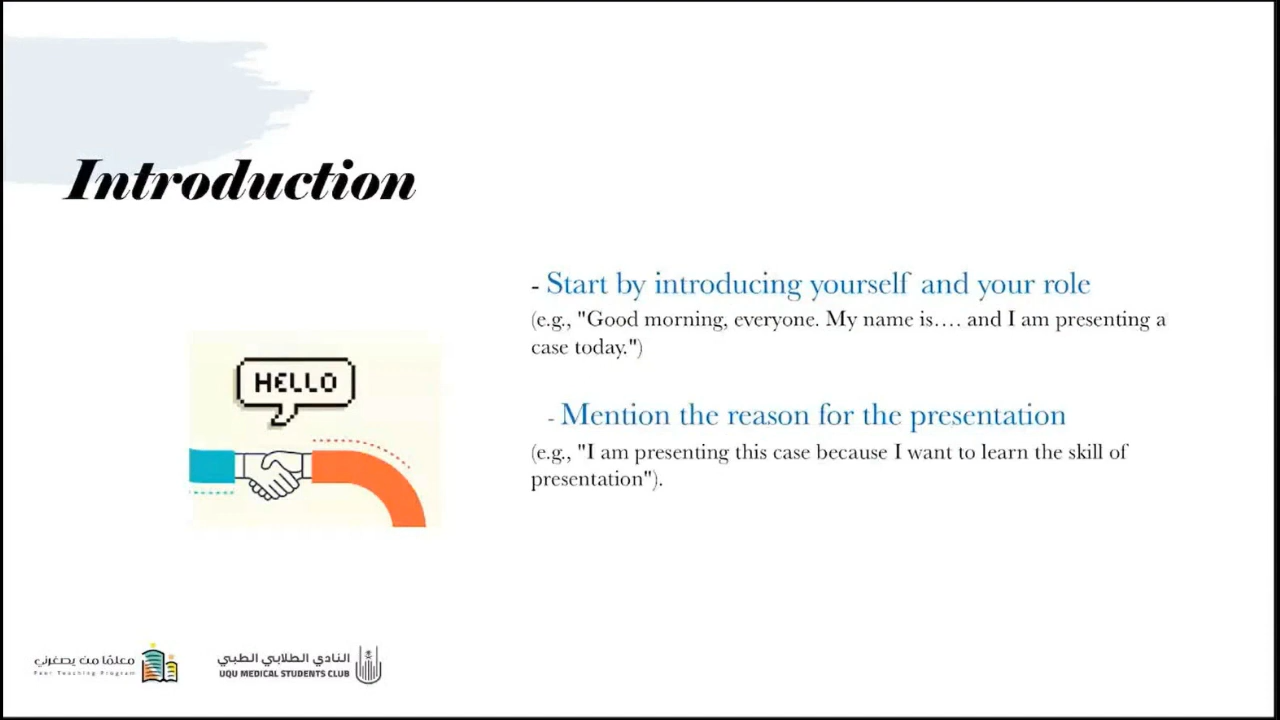 Introduction
- Start by introducing yourself and your role
(e.g., "Good morning, everyone. My name is…. and I am presenting a
case today.")
HELLO
- Mention the reason for the presentation
(e.g., "I am presenting this case because I want to learn the skill of
presentation").
معلمًا من يصغرني
Peer Teaching Program
النادي الطلابي الطبي
UQU MEDICAL STUDENTS CLUB